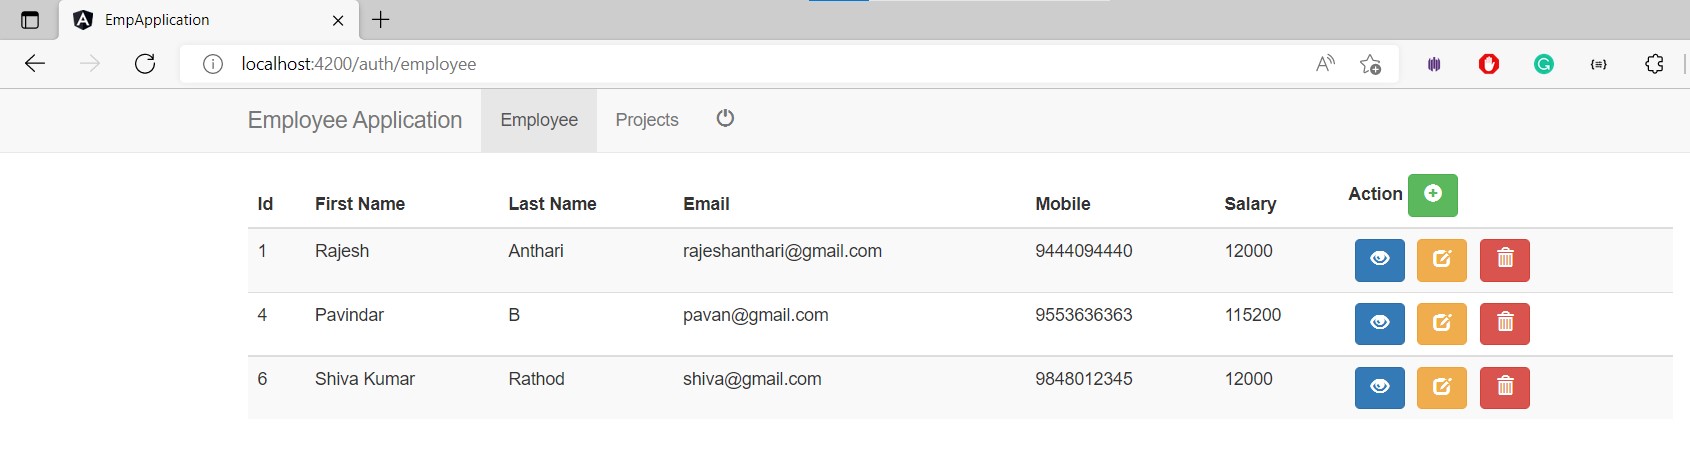 EmpApplication
localhost:4200/auth/employee
Employee Application Employee Projects
Id First Name Last Name Email Mobile Salary Action
1 Rajesh Anthari rajeshanthari@gmail.com 9444094440 12000
4 Pavindar B pavan@gmail.com 9553636363 115200
6 Shiva Kumar Rathod shiva@gmail.com 9848012345 12000